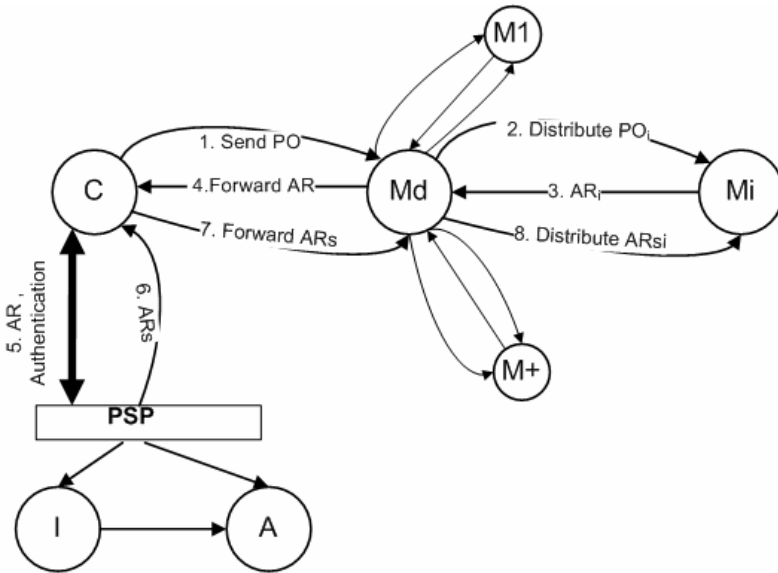 M1
1. Send PO
2. Distribute POi
C
4.Forward AR
Md
3. ARi
Mi
7. Forward ARs
8. Distribute ARsi
5. AR ,
Authentication
6. ARs
M+
PSP
I
A